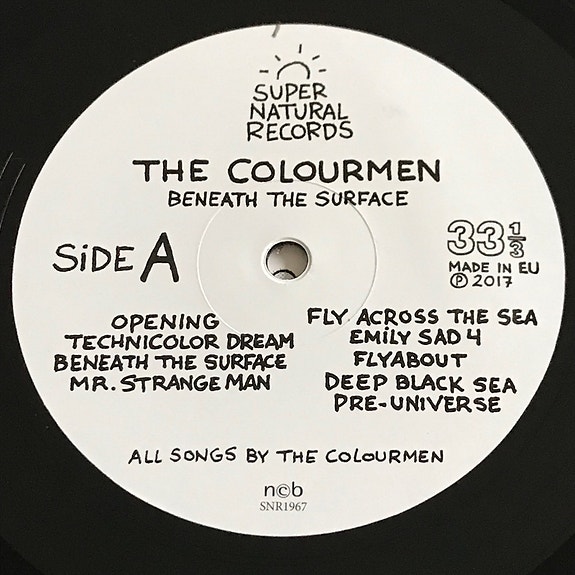 SUPER
NATURAL
RECORDS
THE COLOURMEN
BENEATH THE SURFACE
SiDE A
33 1/3
MADE IN EU
℗ 2017
OPENING
TECHNICOLOR DREAM
BENEATH THE SURFACE
MR. STRANGE MAN
FLY ACROSS THE SEA
EMiLY SAD 4
FLYABOUT
DEEP BLACK SEA
PRE-UNIVERSE
ALL SONGS BY THE COLOURMEN
n©b
SNR1967